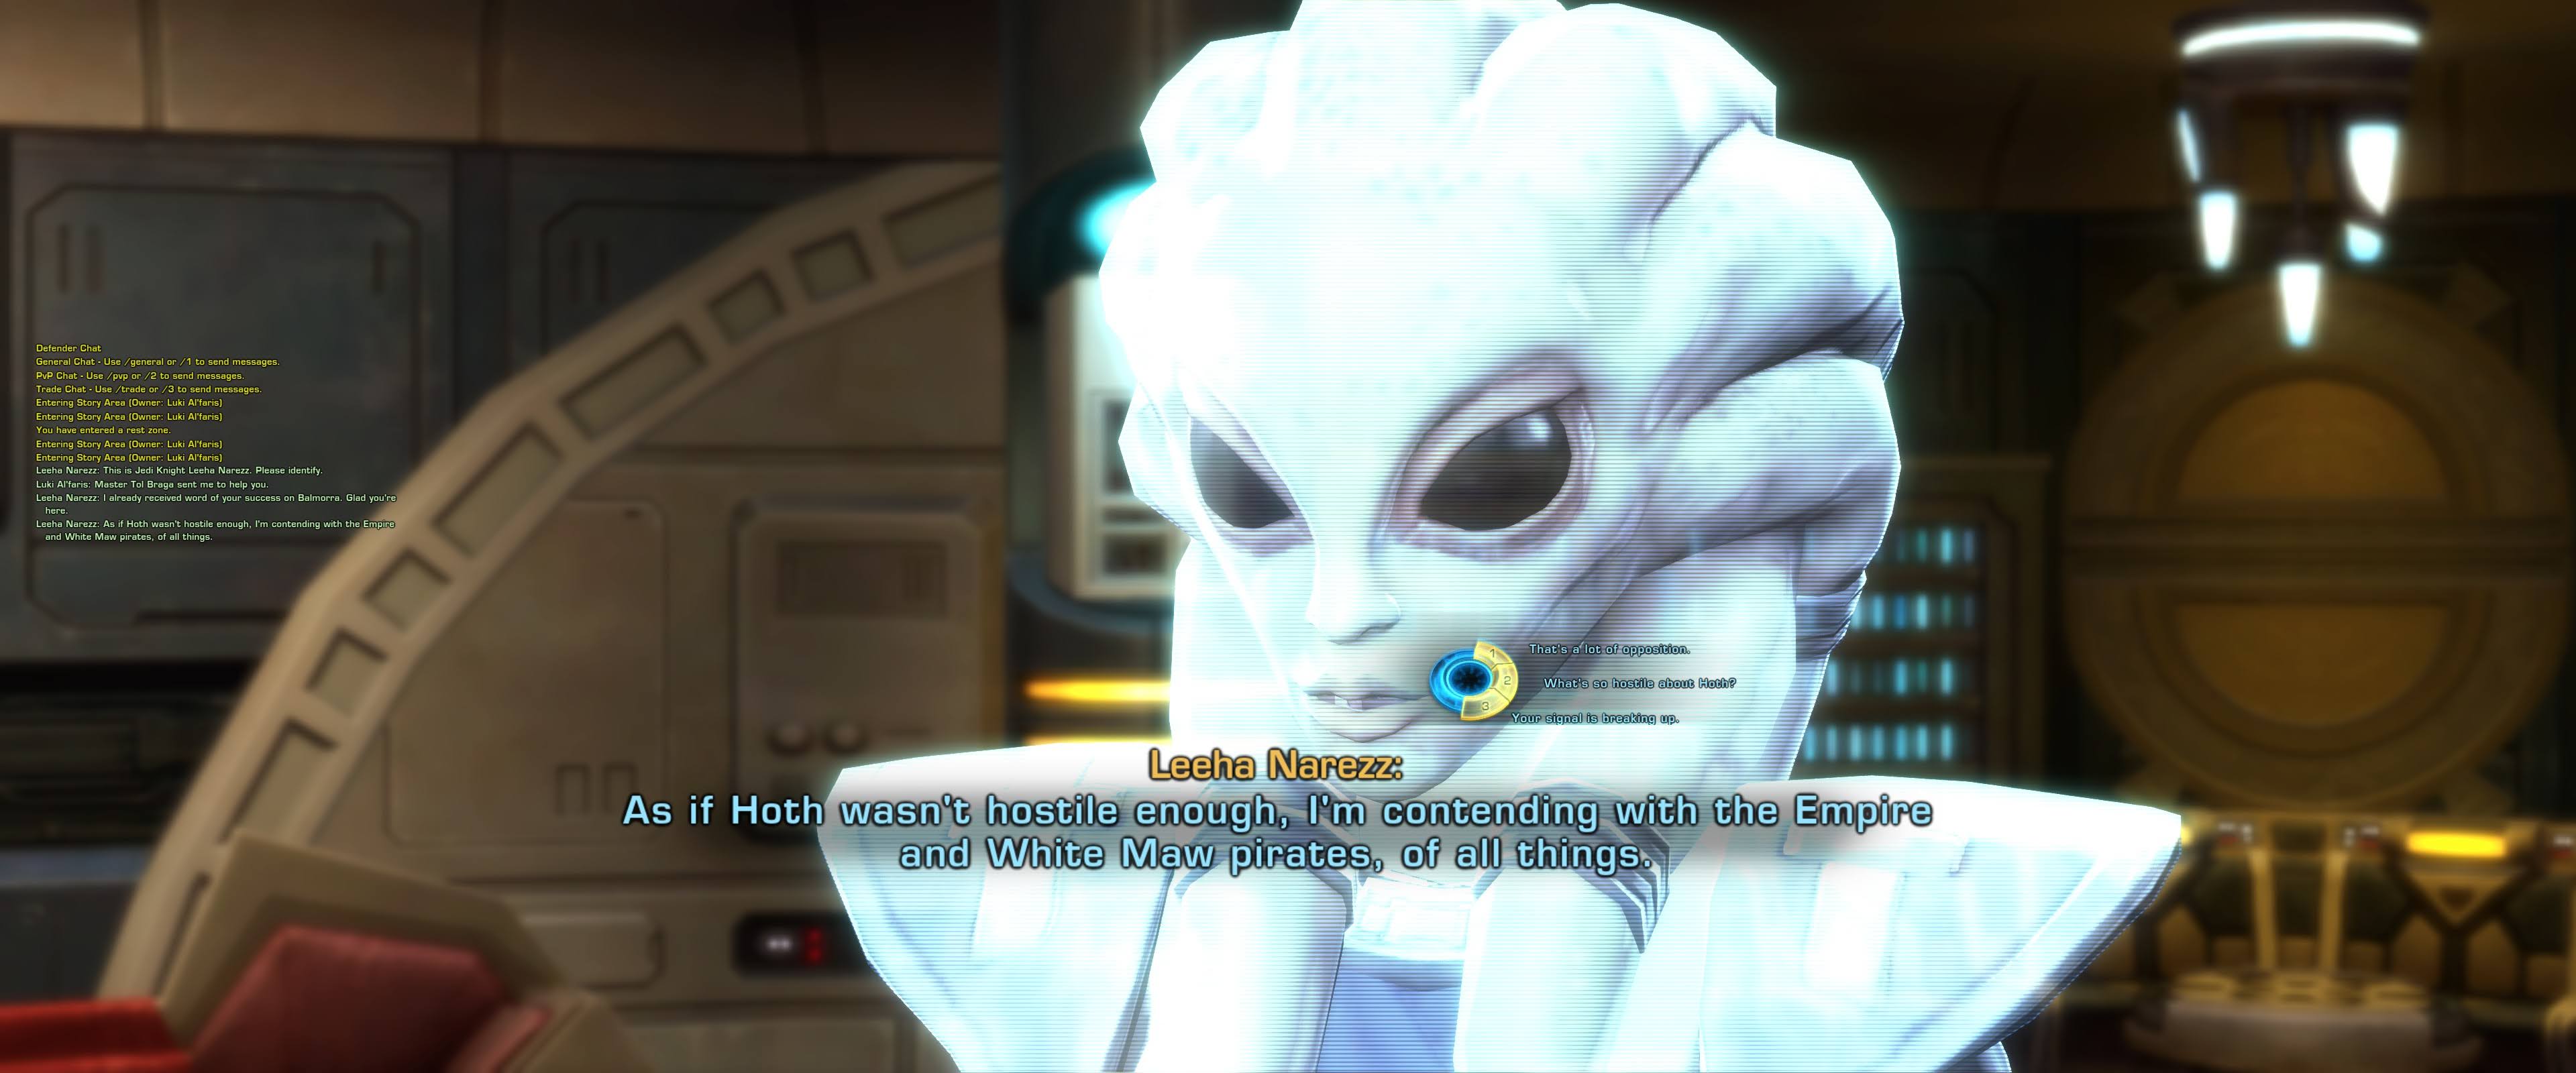 Defender Chat
General Chat - Use /general or /1 to send messages.
PvP Chat - Use /pvp or /2 to send messages.
Trade Chat - Use /trade or /3 to send messages.
Entering Story Area (Owner: Luki Al'faris)
Entering Story Area (Owner: Luki Al'faris)
You have entered a rest zone.
Entering Story Area (Owner: Luki Al'faris)
Entering Story Area (Owner: Luki Al'faris)
Leeha Narezz: This is Jedi Knight Leeha Narezz. Please identify.
Luki Al'faris: Master Tol Braga sent me to help you.
Leeha Narezz: I already received word of your success on Balmorra. Glad you're
here.
Leeha Narezz: As if Hoth wasn't hostile enough, I'm contending with the Empire
and White Maw pirates, of all things.
1 That's a lot of opposition.
2 What's so hostile about Hoth?
3 Your signal is breaking up.
Leeha Narezz:
As if Hoth wasn't hostile enough, I'm contending with the Empire
and White Maw pirates, of all things.